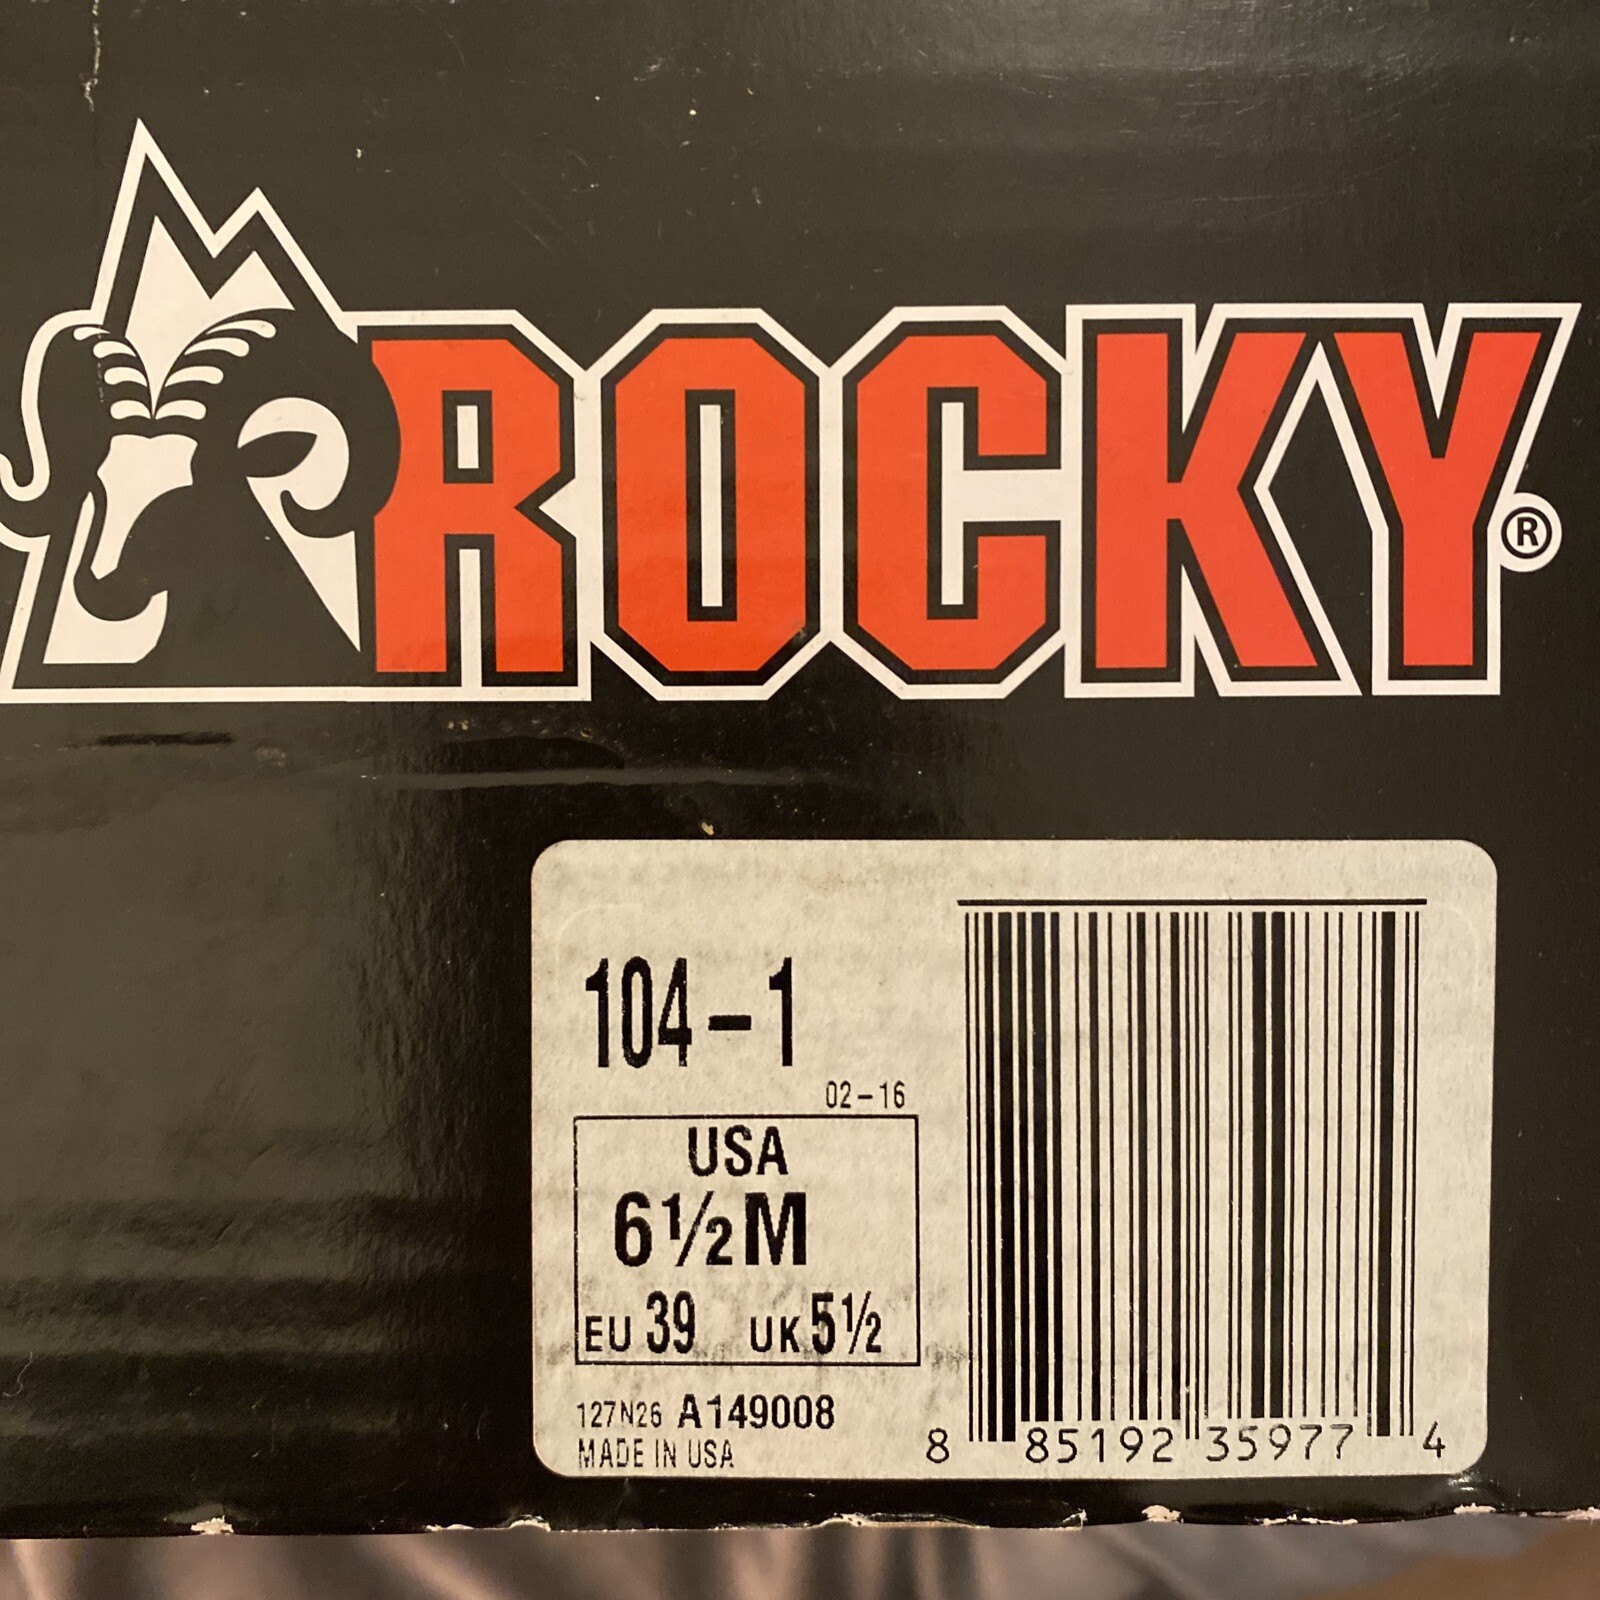 ROCKY®
104-1
02-16
USA
6½M
EU 39 UK 5½
127N26 A149008
MADE IN USA
8 85192 35977 4